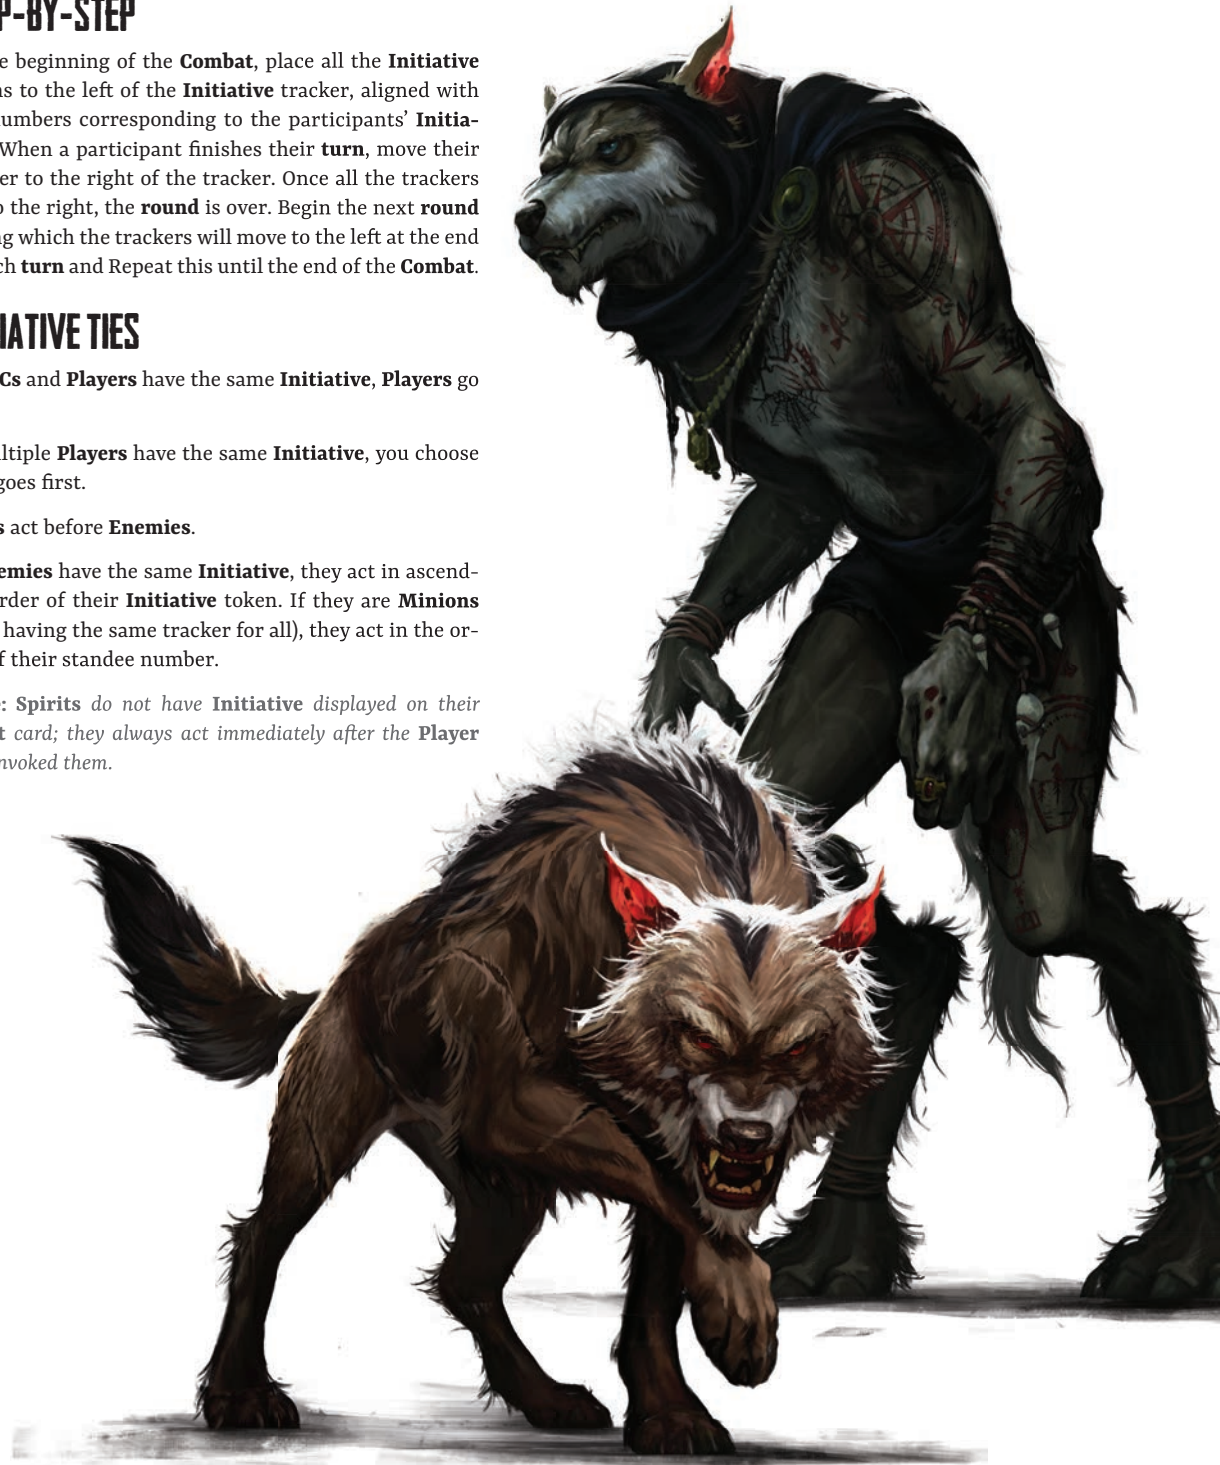 P-BY-STEP
e beginning of the Combat, place all the Initiative
ns to the left of the Initiative tracker, aligned with
numbers corresponding to the participants’ Initia-
When a participant finishes their turn, move their
er to the right of the tracker. Once all the trackers
o the right, the round is over. Begin the next round
ng which the trackers will move to the left at the end
ch turn and Repeat this until the end of the Combat.
IATIVE TIES
Cs and Players have the same Initiative, Players go
ltiple Players have the same Initiative, you choose
goes first.
s act before Enemies.
emies have the same Initiative, they act in ascend-
rder of their Initiative token. If they are Minions
having the same tracker for all), they act in the or-
f their standee number.
: Spirits do not have Initiative displayed on their
t card; they always act immediately after the Player
nvoked them.